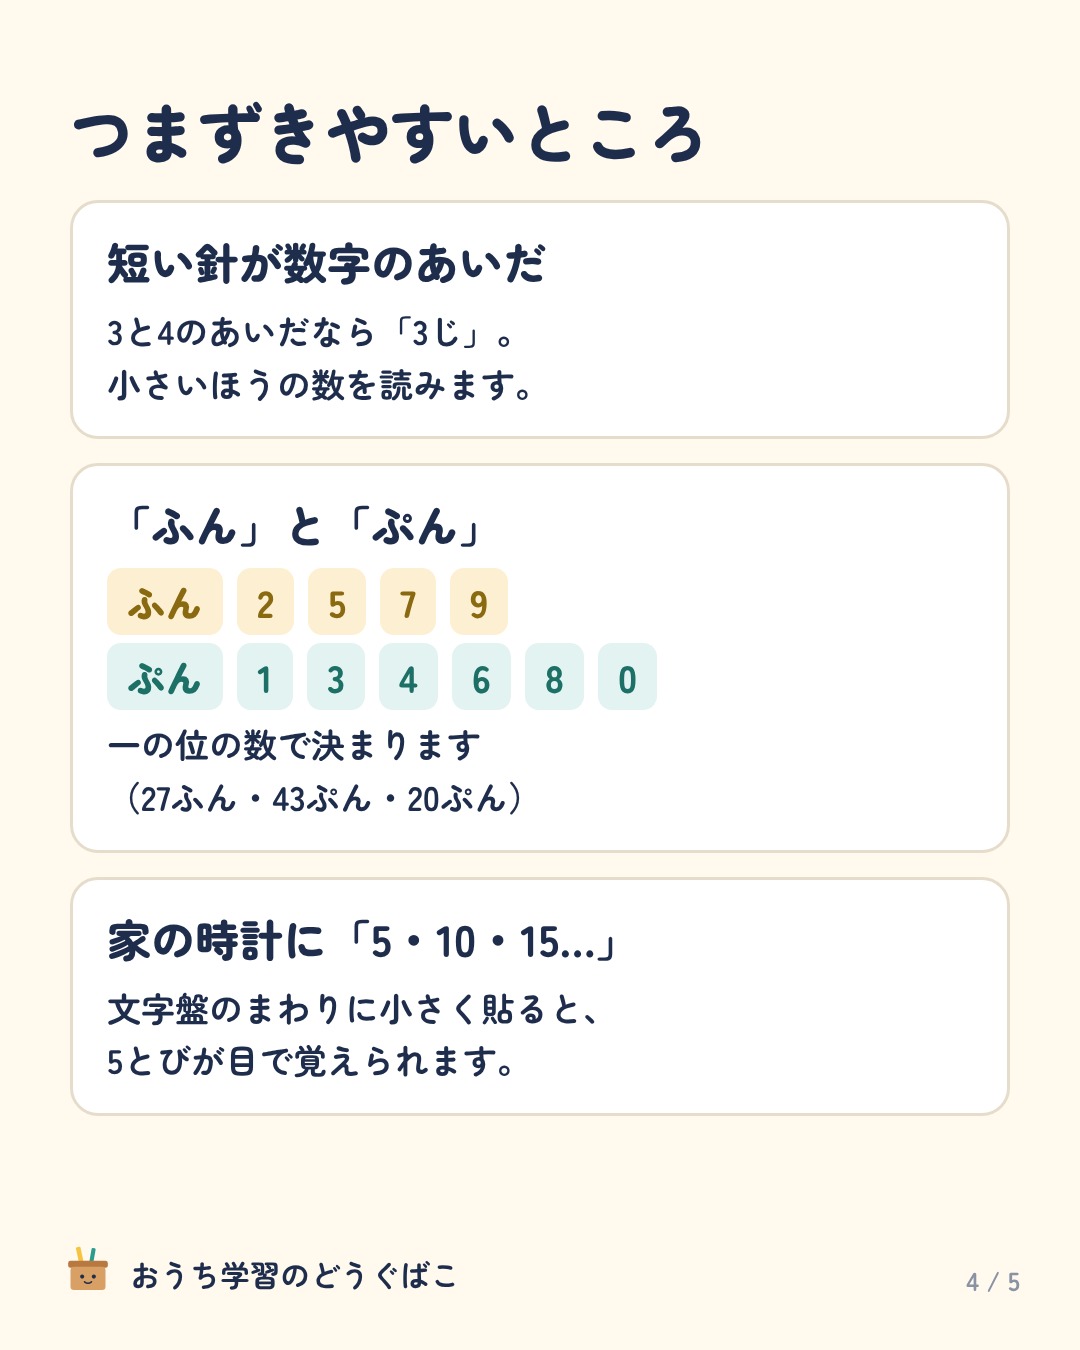 つまずきやすいところ
短い針が数字のあいだ
3と4のあいだなら「3じ」。
小さいほうの数を読みます。
「ふん」と「ぷん」
ふん 2 5 7 9
ぷん 1 3 4 6 8 0
一の位の数で決まります
（27ふん・43ぷん・20ぷん）
家の時計に「5・10・15…」
文字盤のまわりに小さく貼ると、
5とびが目で覚えられます。
おうち学習のどうぐばこ
4 / 5